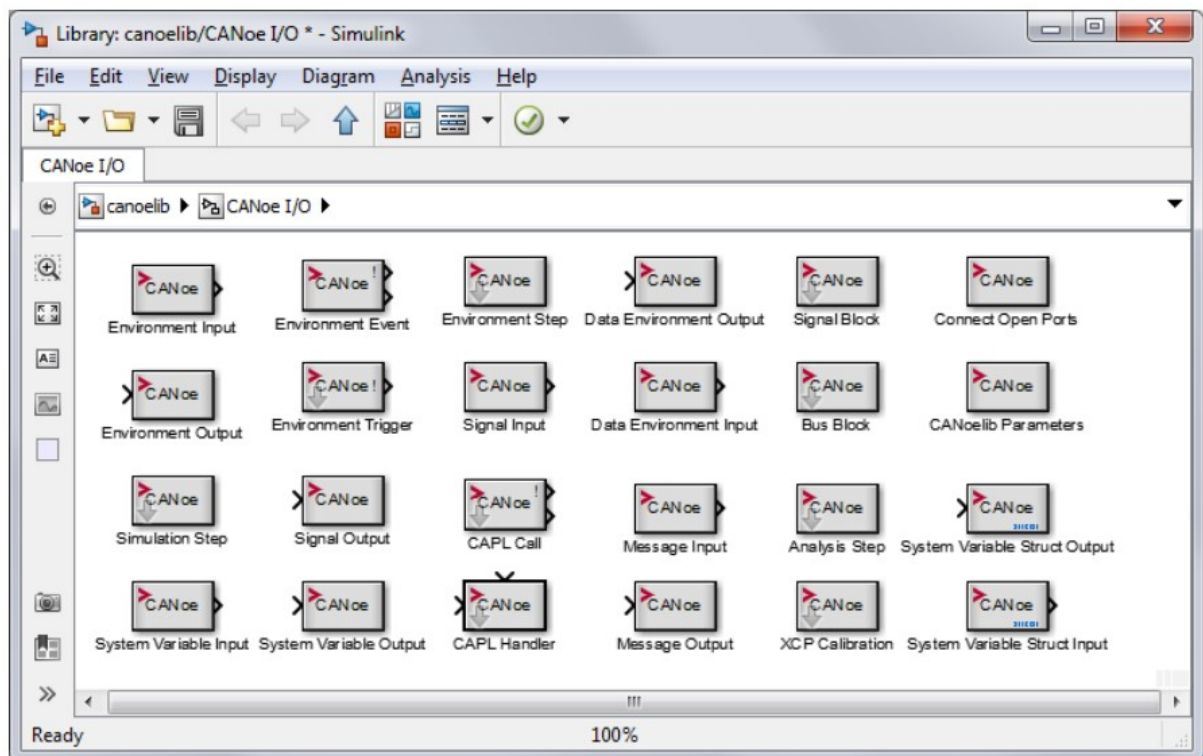 Library: canoelib/CANoe I/O * - Simulink
File Edit View Display Diagram Analysis Help
CANoe I/O
canoelib CANoe I/O
CANoe CANoe ! CANoe CANoe CANoe CANoe
Environment Input Environment Event Environment Step Data Environment Output Signal Block Connect Open Ports
CANoe CANoe ! CANoe CANoe CANoe CANoe
Environment Output Environment Trigger Signal Input Data Environment Input Bus Block CANoelib Parameters
CANoe CANoe CANoe ! CANoe CANoe CANoe
Simulation Step Signal Output CAPL Call Message Input Analysis Step System Variable Struct Output
CANoe CANoe CANoe CANoe CANoe CANoe
System Variable Input System Variable Output CAPL Handler Message Output XCP Calibration System Variable Struct Input
Ready 100%